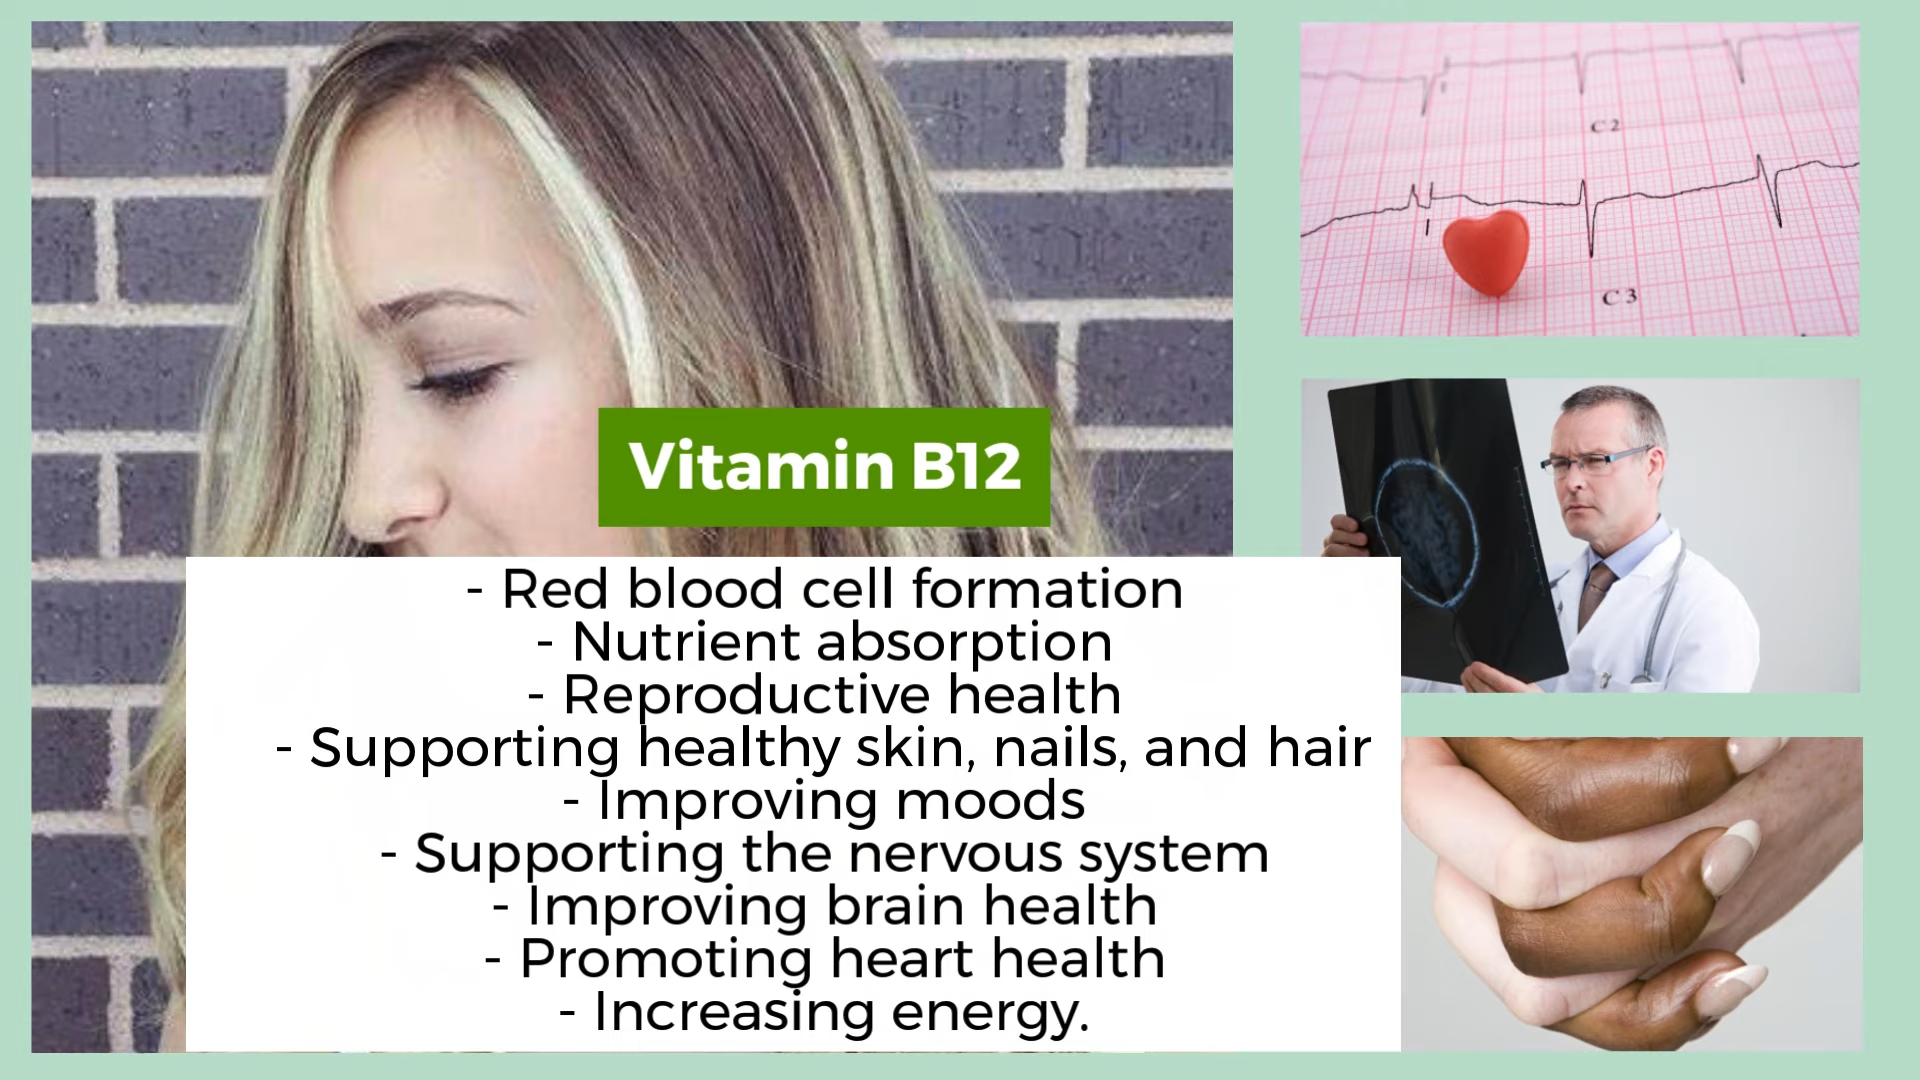 C2
C3
Vitamin B12
- Red blood cell formation
- Nutrient absorption
- Reproductive health
- Supporting healthy skin, nails, and hair
- Improving moods
- Supporting the nervous system
- Improving brain health
- Promoting heart health
- Increasing energy.